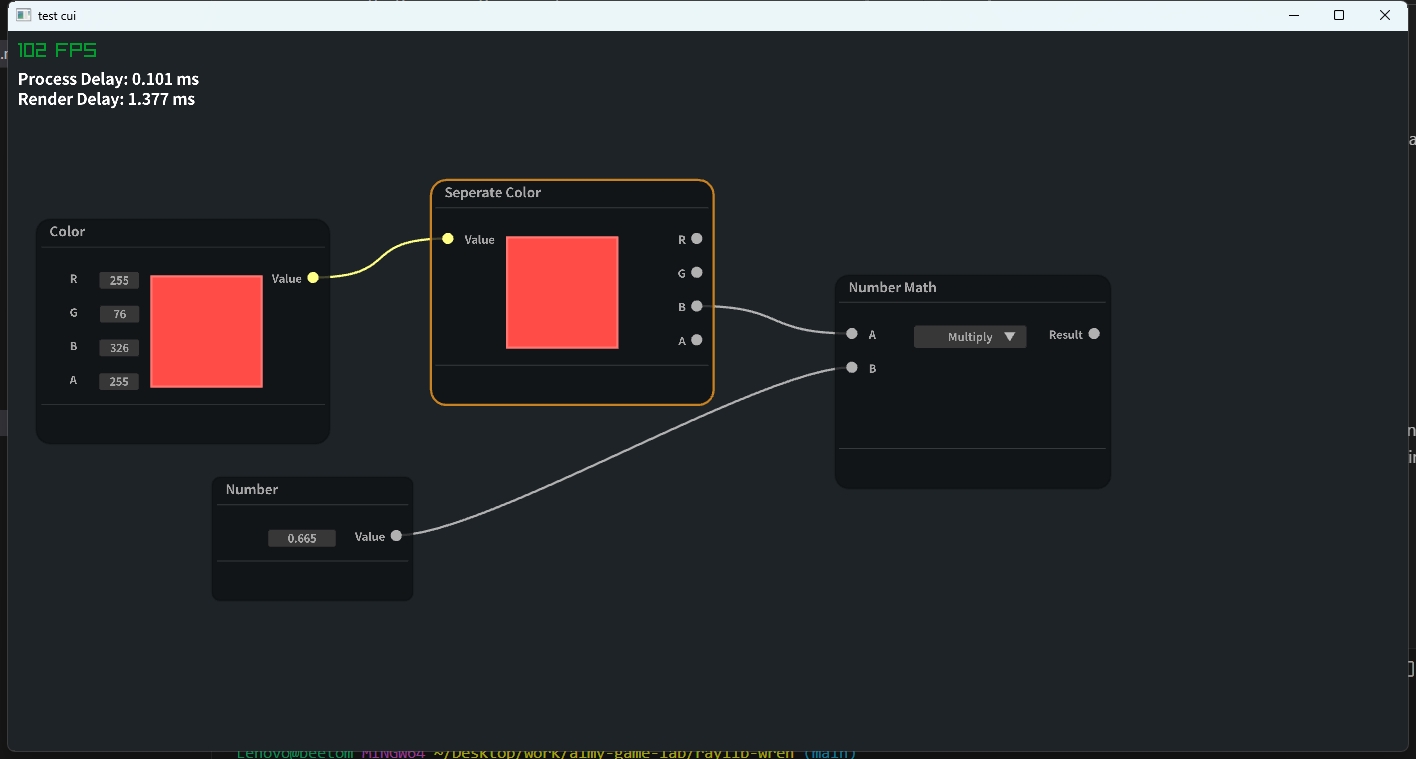 test cui
102 FPS
Process Delay: 0.101 ms
Render Delay: 1.377 ms
Seperate Color
Color
Value
R
R 255
Value
G
G 76
B
B 326
A
A 255
Number Math
A
Multiply
Result
B
Number
0.665
Value
Lenovo@beetom MINGW64 ~/Desktop/work/aimy-game-lab/raylib-wren (main)